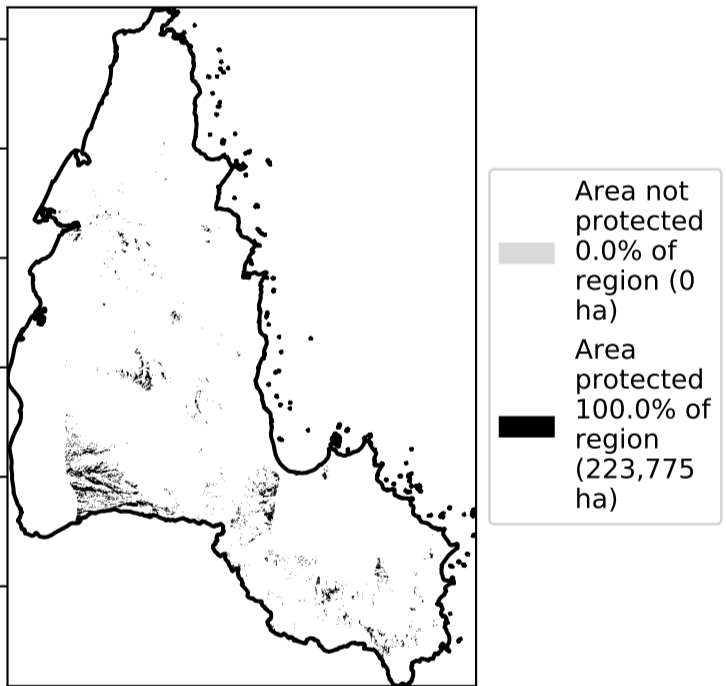 Area not
protected
0.0% of
region (0
ha)
Area
protected
100.0% of
region
(223,775
ha)